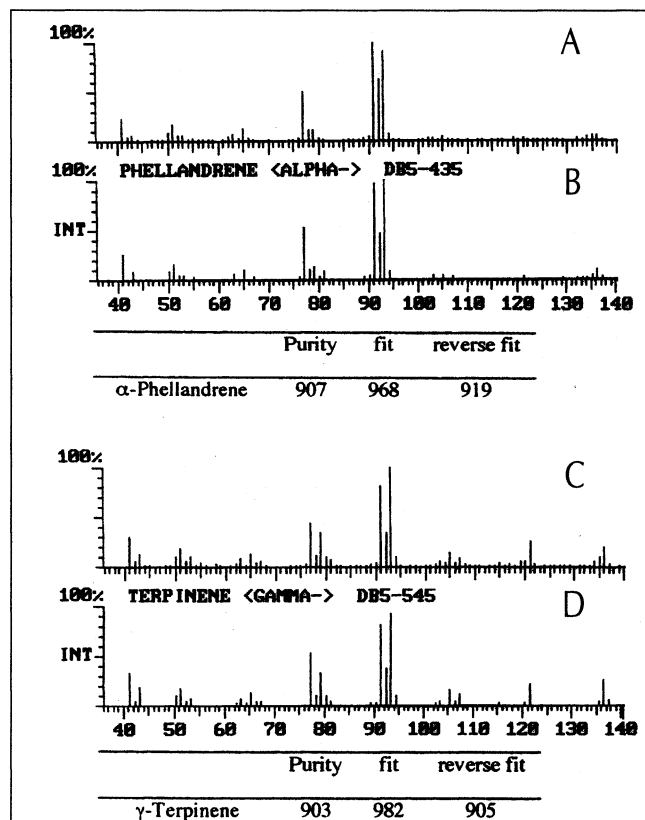 100%
A
PHELLANDRENE <ALPHA-> DB5-435
100%
B
INT
40 50 60 70 80 90 100 110 120 130 140
Purity fit reverse fit
α-Phellandrene 907 968 919
100%
C
TERPINENE <GAMMA-> DB5-545
100%
D
INT
40 50 60 70 80 90 100 110 120 130 140
Purity fit reverse fit
γ-Terpinene 903 982 905